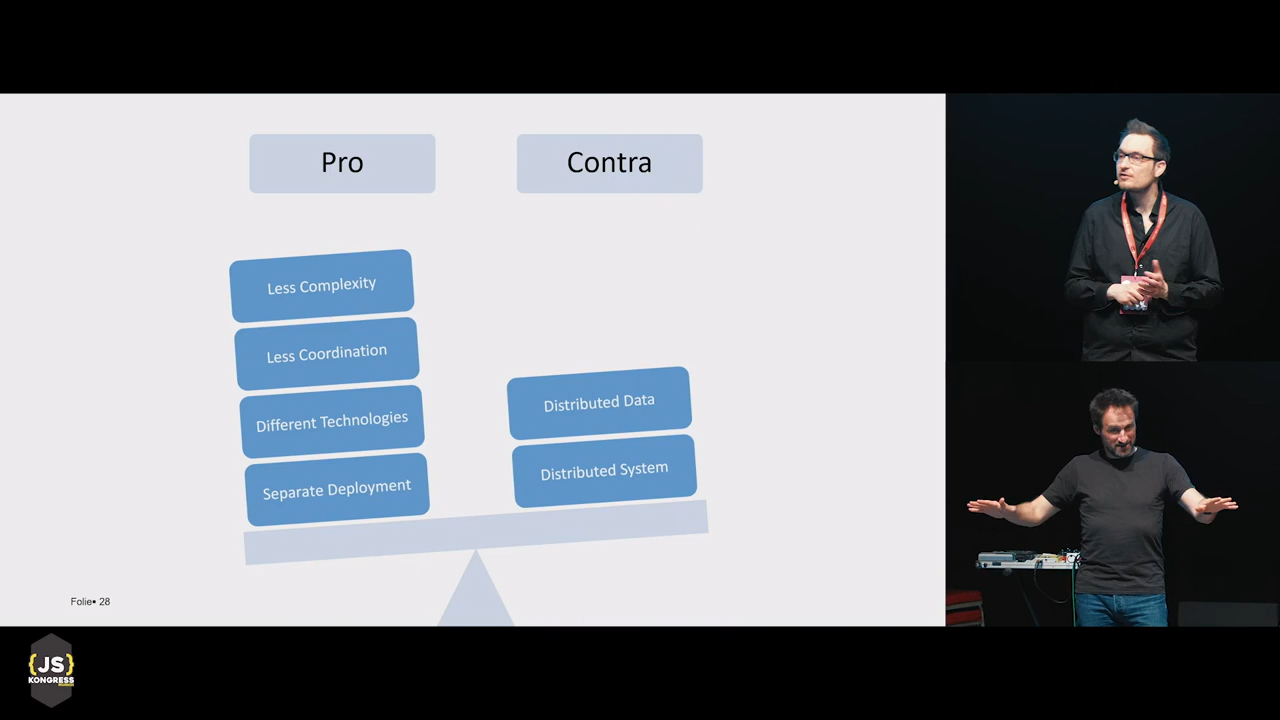 Pro
Contra
Less Complexity
Less Coordination
Different Technologies
Separate Deployment
Distributed Data
Distributed System
Folie▪ 28
{JS}
KONGRESS